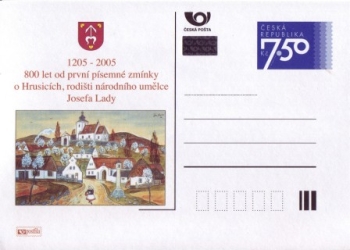 ČESKÁ POŠTA
ČESKÁ
REPUBLIKA
Kč 7.50
1205 - 2005
800 let od první písemné zmínky
o Hrusicích, rodišti národního umělce
Josefa Lady